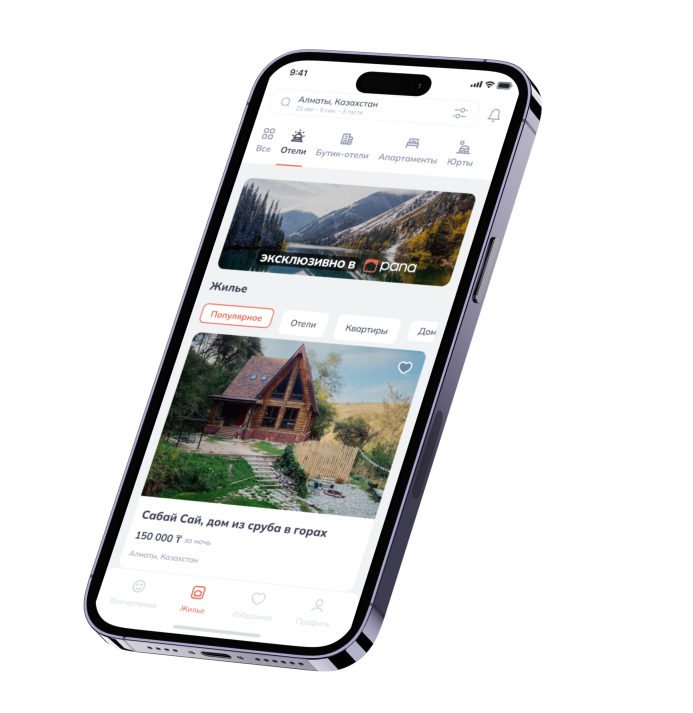 9:41
Алматы, Казахстан
25 авг - 9 сен. - 3 гостя
Все
Отели
Бутик-отели
Апартаменты
Юрты
ЭКСКЛЮЗИВНО В pana
Жилье
Популярное
Отели
Квартиры
Дом
Сабай Сай, дом из сруба в горах
150 000 ₸ за ночь
Алматы, Казахстан
Впечатления
Жилье
Избранное
Профиль